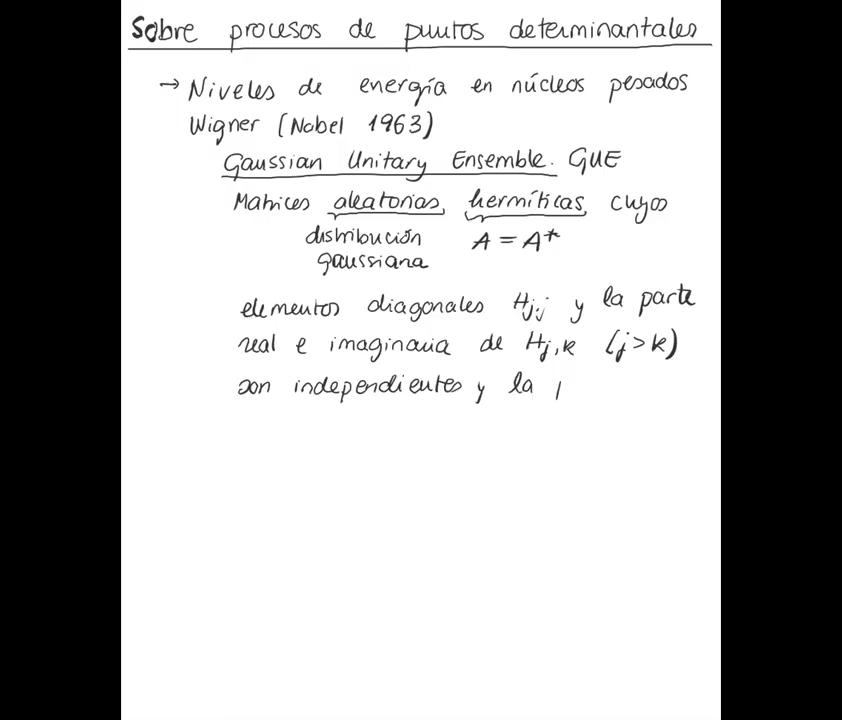 Sobre procesos de puntos determinantales
→ Niveles de energía en núcleos pesados
Wigner (Nobel 1963)
Gaussian Unitary Ensemble. GUE
Matrices aleatorias, hermíticas, cuyos
distribución A = A*
gaussiana
elementos diagonales Hj,j y la parte
real e imaginaria de Hj,k (j>k)
son independientes y la